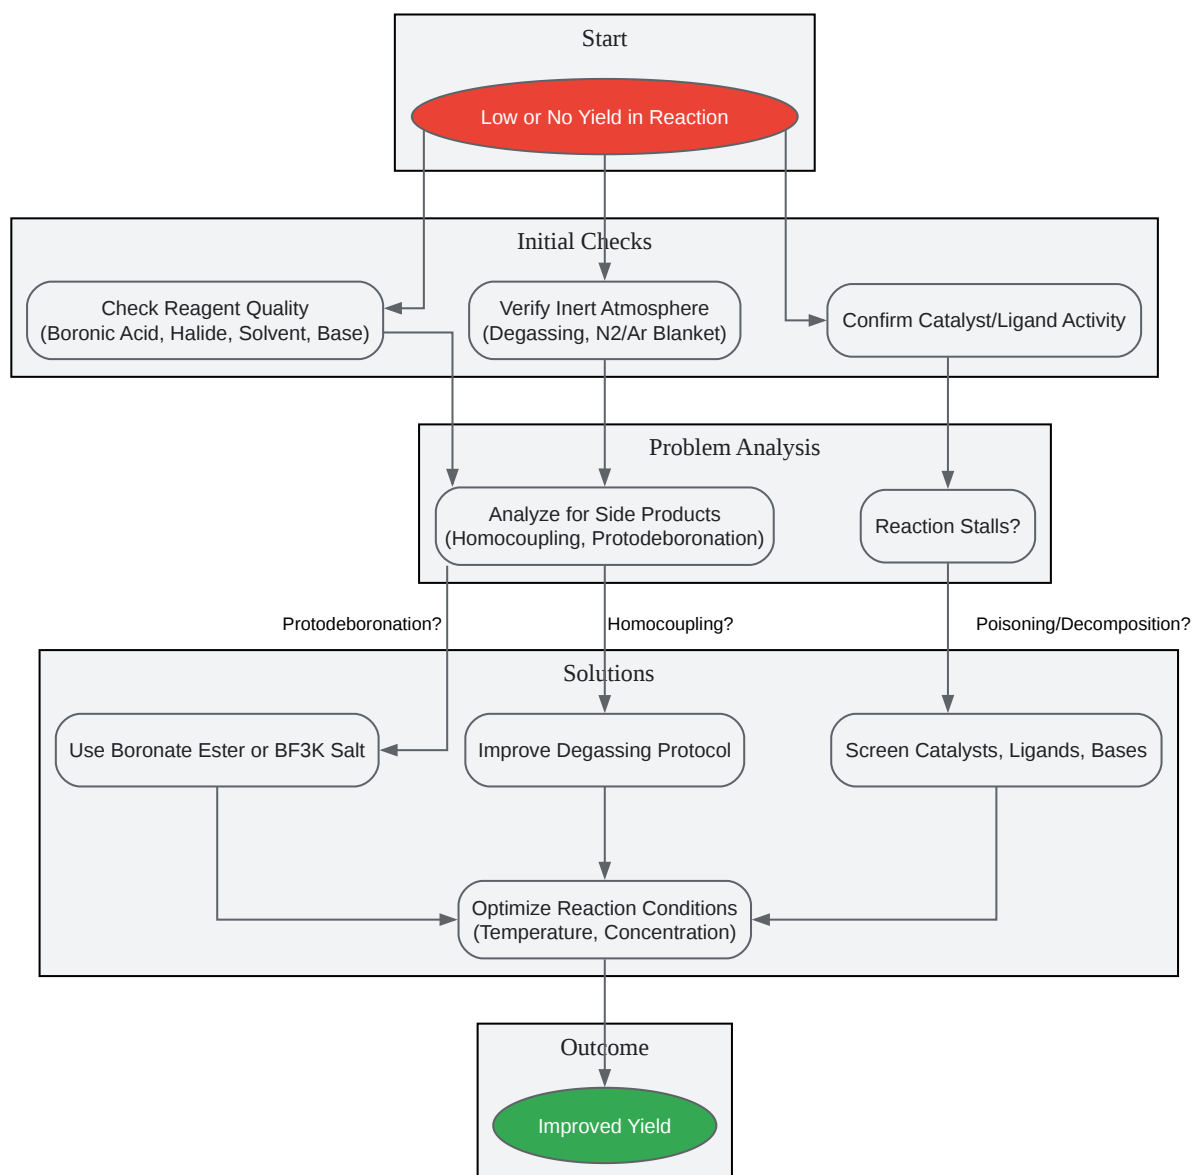 Start
Low or No Yield in Reaction
Initial Checks
Check Reagent Quality
(Boronic Acid, Halide, Solvent, Base)
Verify Inert Atmosphere
(Degassing, N2/Ar Blanket)
Confirm Catalyst/Ligand Activity
Problem Analysis
Analyze for Side Products
(Homocoupling, Protodeboronation)
Reaction Stalls?
Protodeboronation?
Homocoupling?
Poisoning/Decomposition?
Solutions
Use Boronate Ester or BF3K Salt
Improve Degassing Protocol
Screen Catalysts, Ligands, Bases
Optimize Reaction Conditions
(Temperature, Concentration)
Outcome
Improved Yield